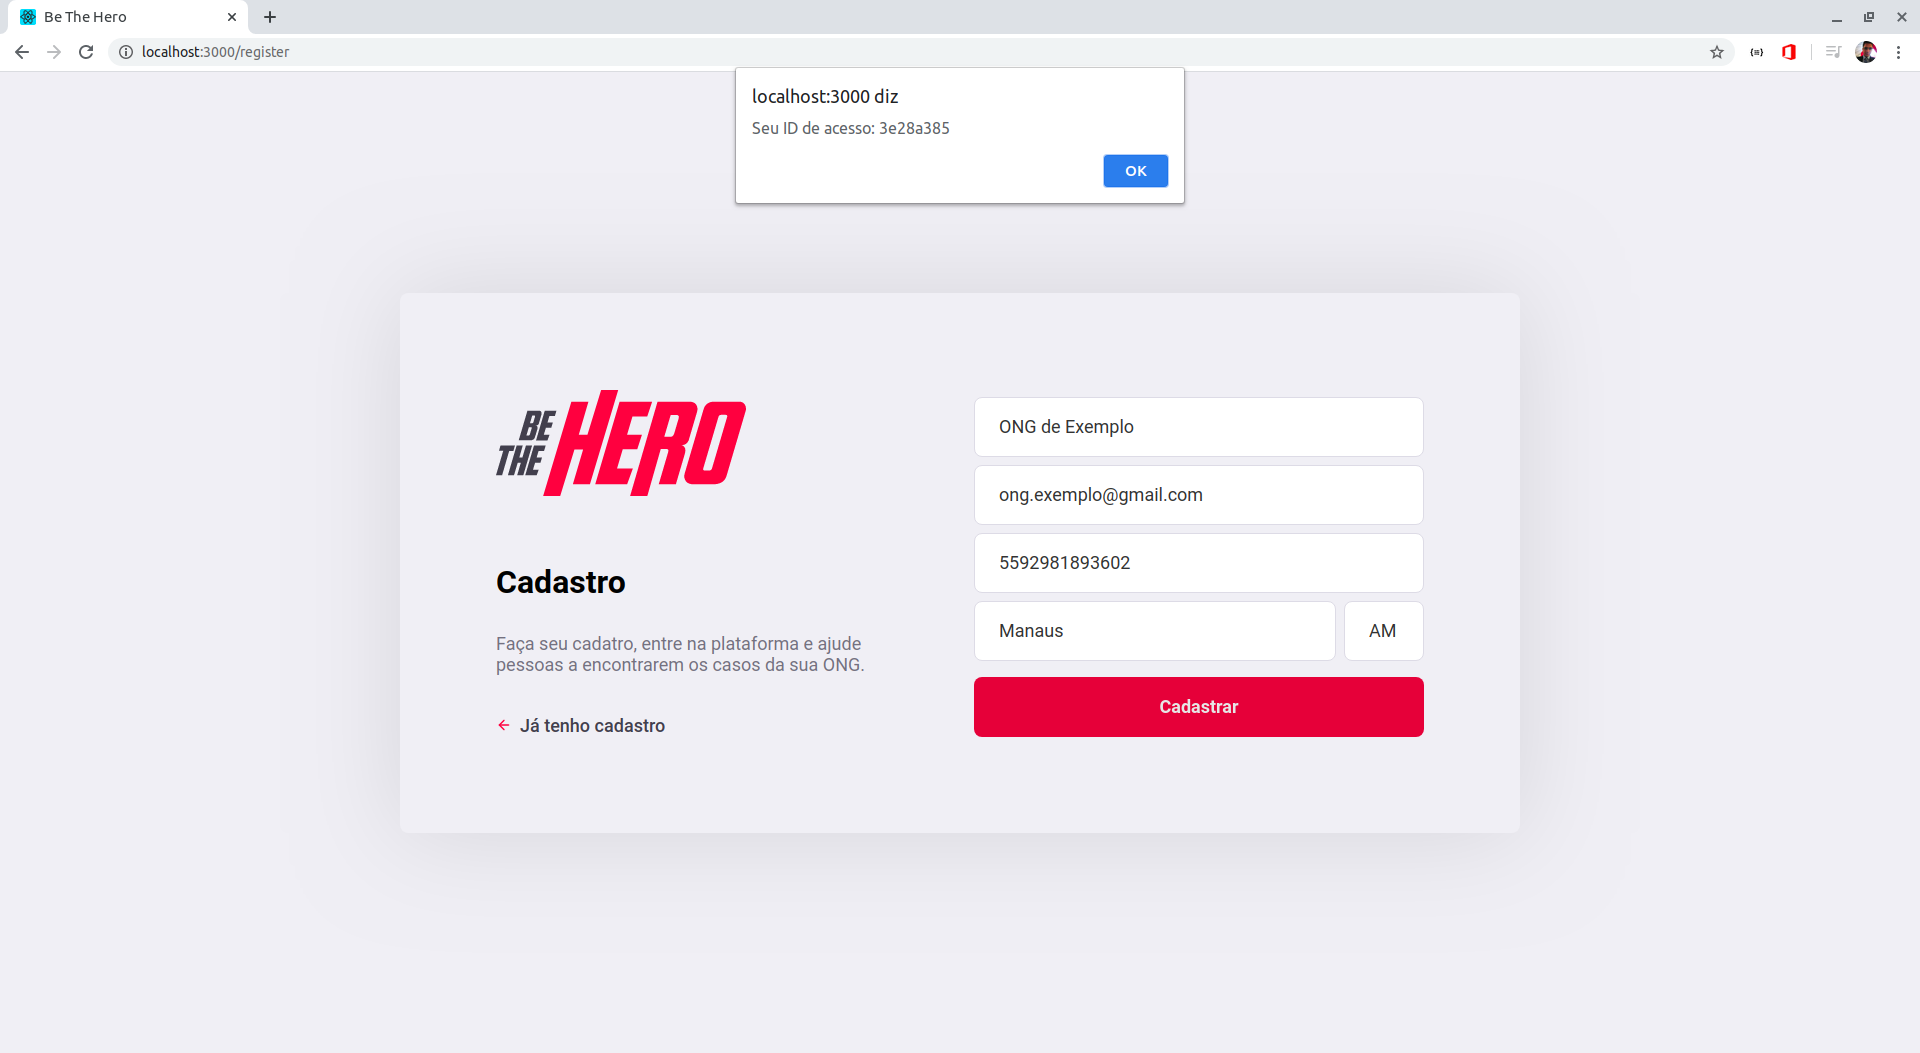 Be The Hero
localhost:3000/register
localhost:3000 diz
Seu ID de acesso: 3e28a385
OK
BE
THE
HERO
Cadastro
Faça seu cadatro, entre na plataforma e ajude
pessoas a encontrarem os casos da sua ONG.
Já tenho cadastro
ONG de Exemplo
ong.exemplo@gmail.com
5592981893602
Manaus
AM
Cadastrar